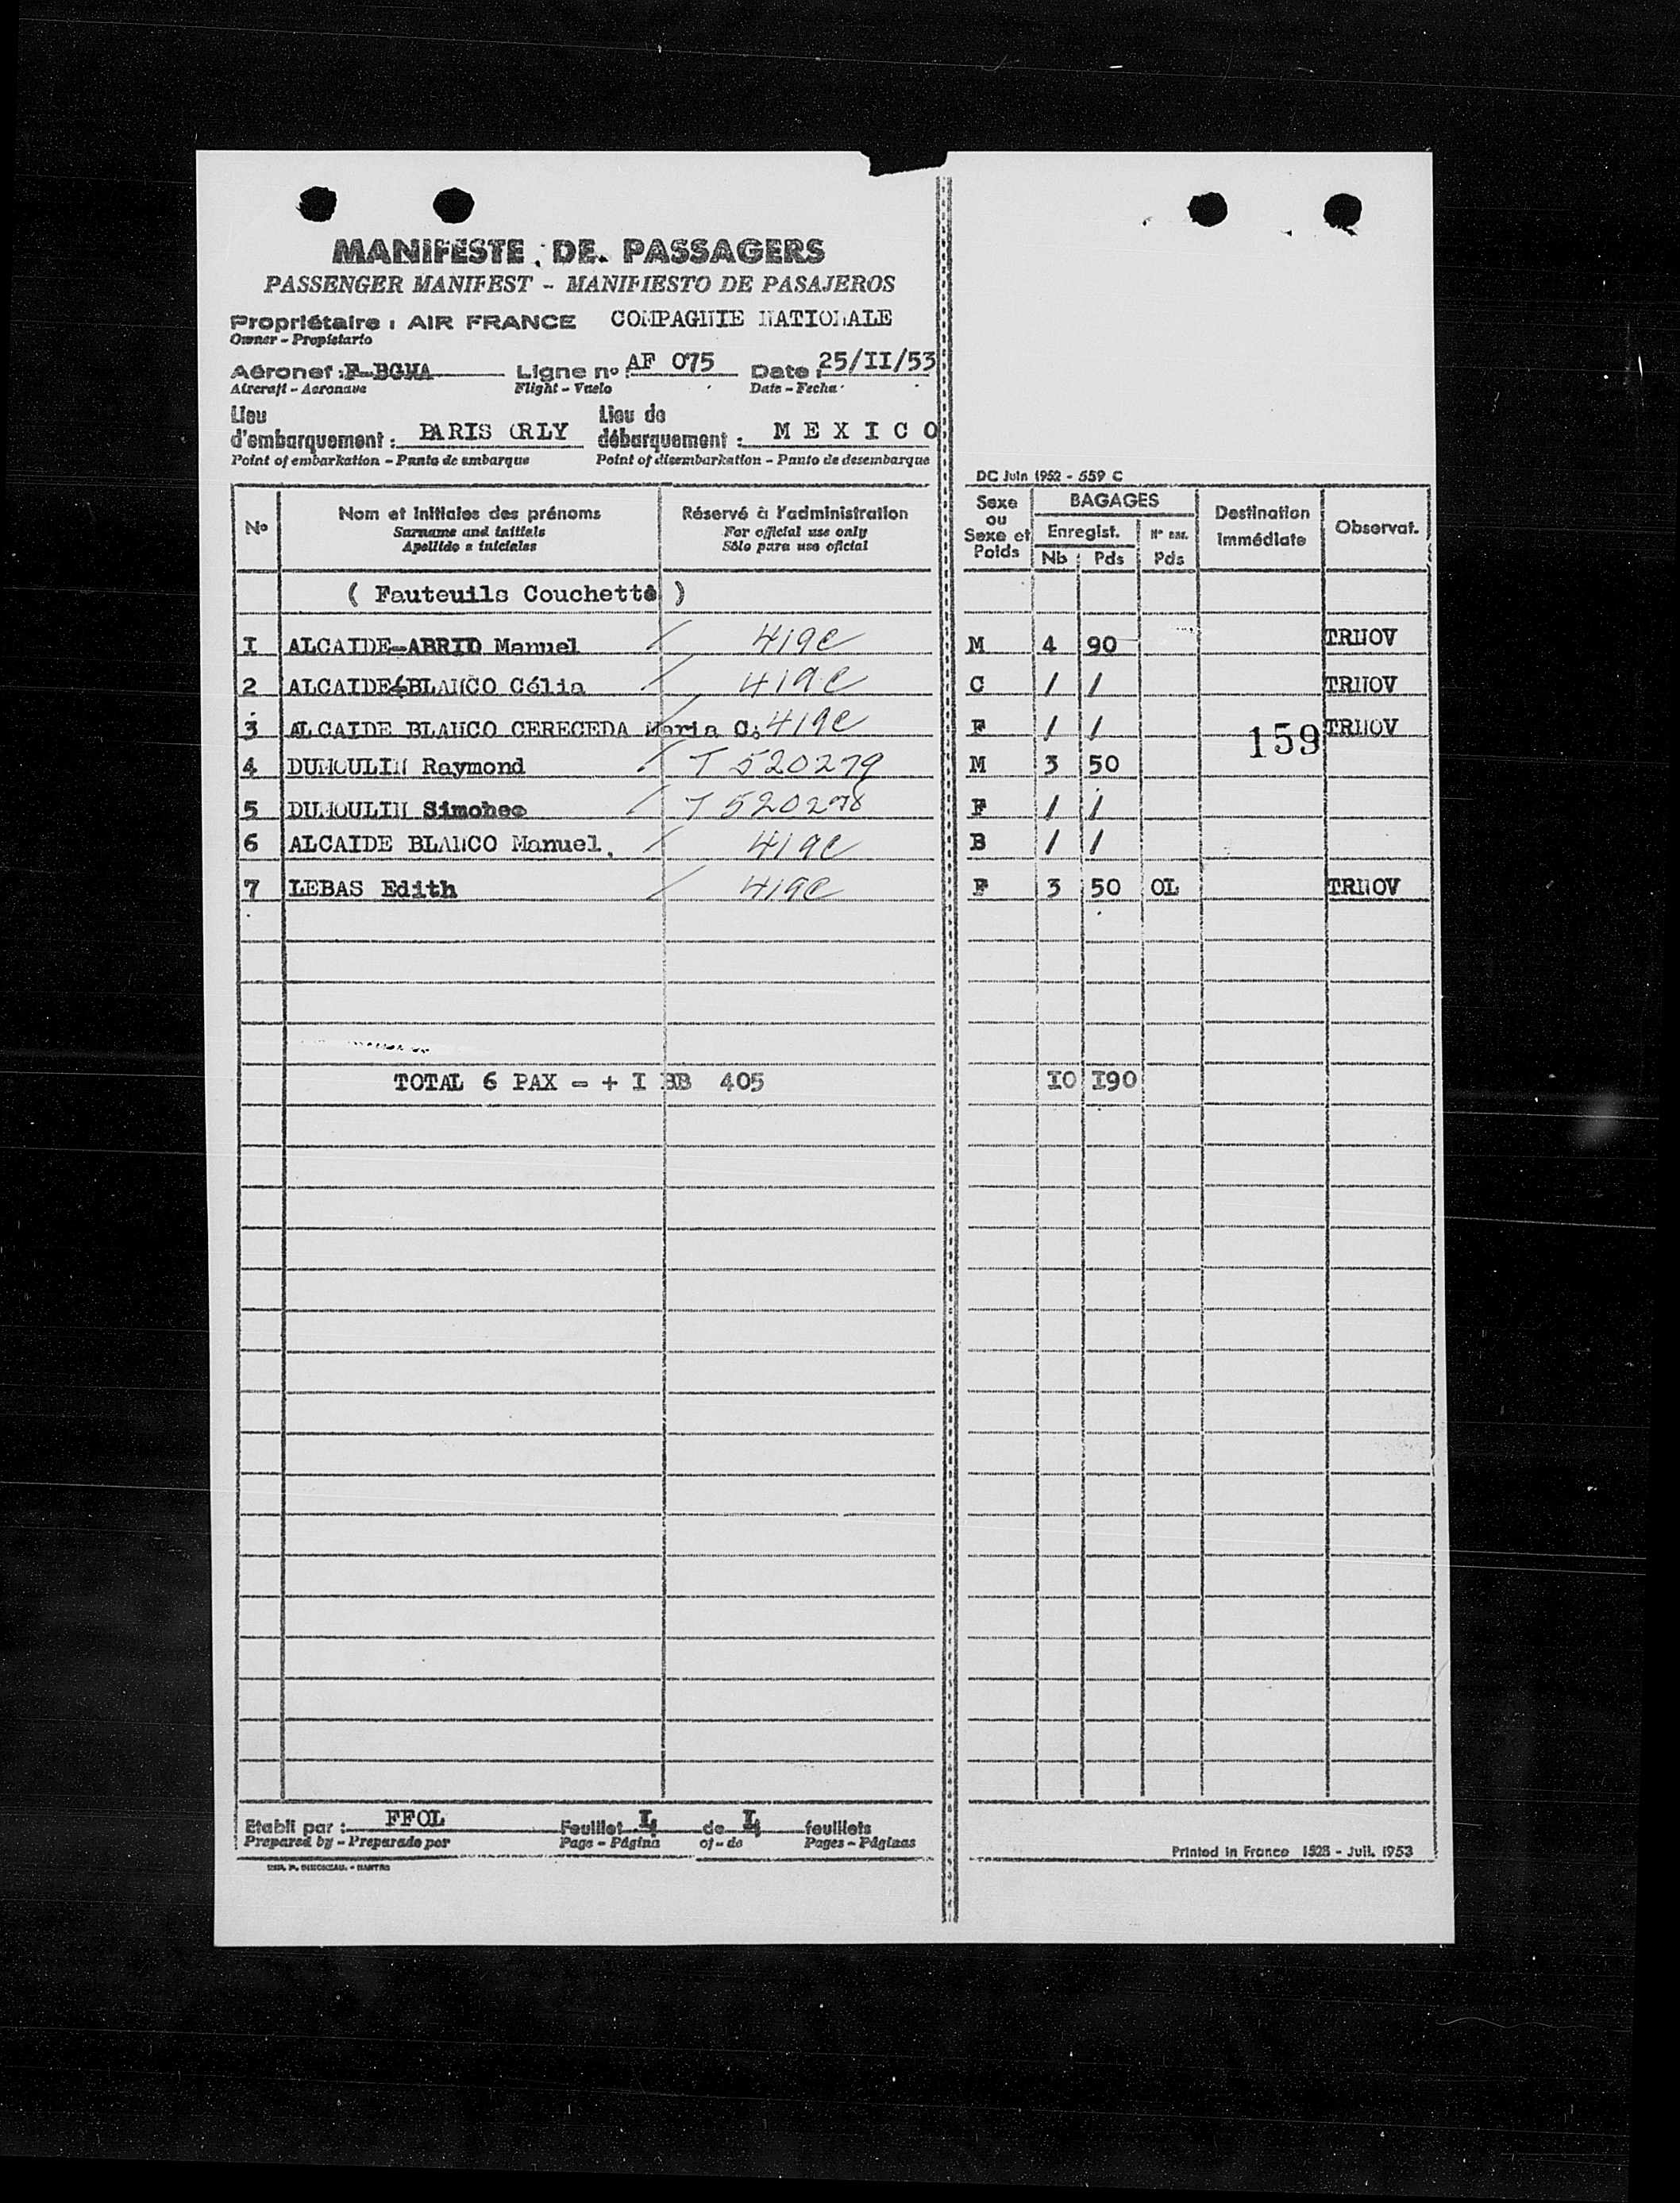 MANIFESTE DE PASSAGERS
PASSENGER MANIFEST - MANIFIESTO DE PASAJEROS
Propriétaire : AIR FRANCE COMPAGNIE NATIONALE
Owner - Propietario
Aéronef : F-BGNA Ligne no AF 075 Date : 25/II/53
Aircraft - Aeronave Flight - Vuelo Date - Fecha
Lieu d'embarquement : PARIS ORLY Lieu de débarquement : M E X I C O
Point of embarkation - Punto de embarque Point of disembarkation - Punto de desembarque
DC Juin 1952 - 559 C
No Nom et initiales des prénoms Réservé à l'administration Sexe ou Sexe et Poids BAGAGES Destination immédiate Observat.
Surname and initials For official use only Enregist.
Apellido e iniciales Sólo para uso oficial Nb Pds Pds
( Fauteuils Couchette )
I ALCAIDE-ABRID Manuel / 419C M 4 90 TRNOV
2 ALCAIDE BLANCO Célia / 419C C / / TRNOV
3 ALCAIDE BLANCO CERECEDA Maria C; 419C F / / TRNOV
159
4 DUMOULIN Raymond / T 520279 M 3 50
5 DUMOULIN / T 520278 F / /
6 ALCAIDE BLANCO Manuel. / 419C B / /
7 LEBAS Edith / 419C F 3 50 OL TRNOV
TOTAL 6 PAX = + I BB 405 IO I90
Etabli par : FFOL Feuillet 4 de 4 feuillets
Prepared by - Preparado por Page - Página of - de Pages - Páginas
Printed in France 1528 - Juil. 1953